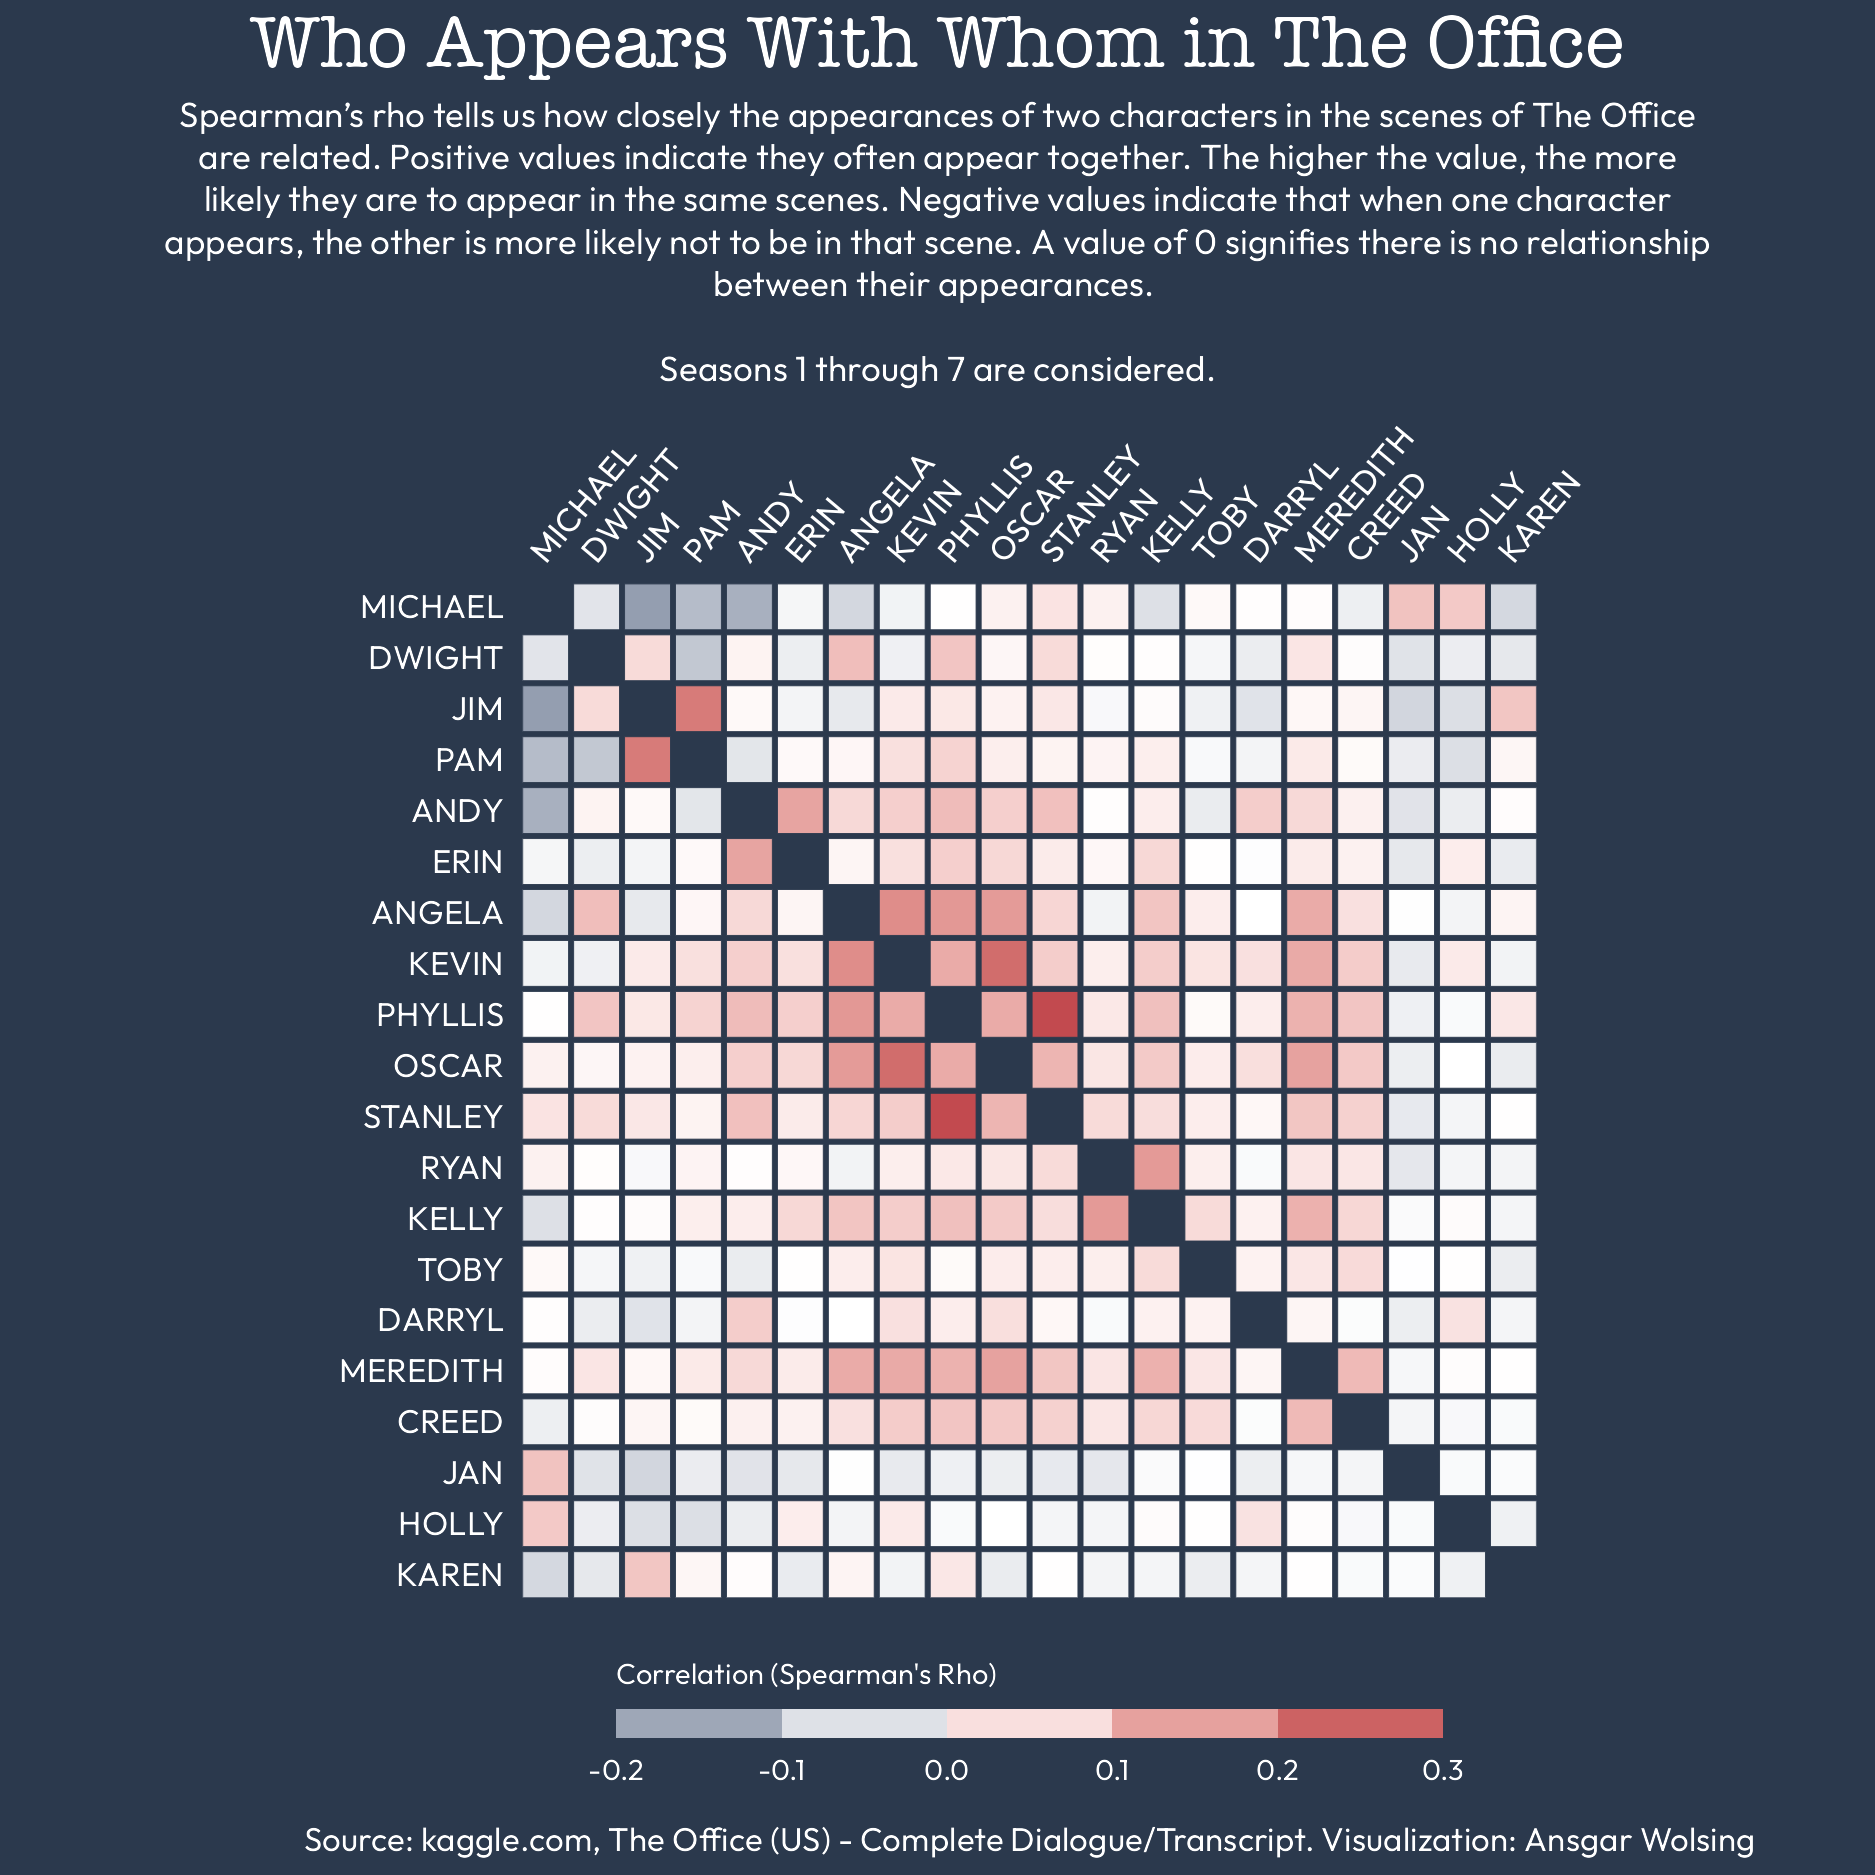 Who Appears With Whom in The Office
Spearman’s rho tells us how closely the appearances of two characters in the scenes of The Office
are related. Positive values indicate they often appear together. The higher the value, the more
likely they are to appear in the same scenes. Negative values indicate that when one character
appears, the other is more likely not to be in that scene. A value of 0 signifies there is no relationship
between their appearances.
Seasons 1 through 7 are considered.
MICHAEL
DWIGHT
JIM
PAM
ANDY
ERIN
ANGELA
KEVIN
PHYLLIS
OSCAR
STANLEY
RYAN
KELLY
TOBY
DARRYL
MEREDITH
CREED
JAN
HOLLY
KAREN
MICHAEL
DWIGHT
JIM
PAM
ANDY
ERIN
ANGELA
KEVIN
PHYLLIS
OSCAR
STANLEY
RYAN
KELLY
TOBY
DARRYL
MEREDITH
CREED
JAN
HOLLY
KAREN
Correlation (Spearman's Rho)
-0.2 -0.1 0.0 0.1 0.2 0.3
Source: kaggle.com, The Office (US) - Complete Dialogue/Transcript. Visualization: Ansgar Wolsing